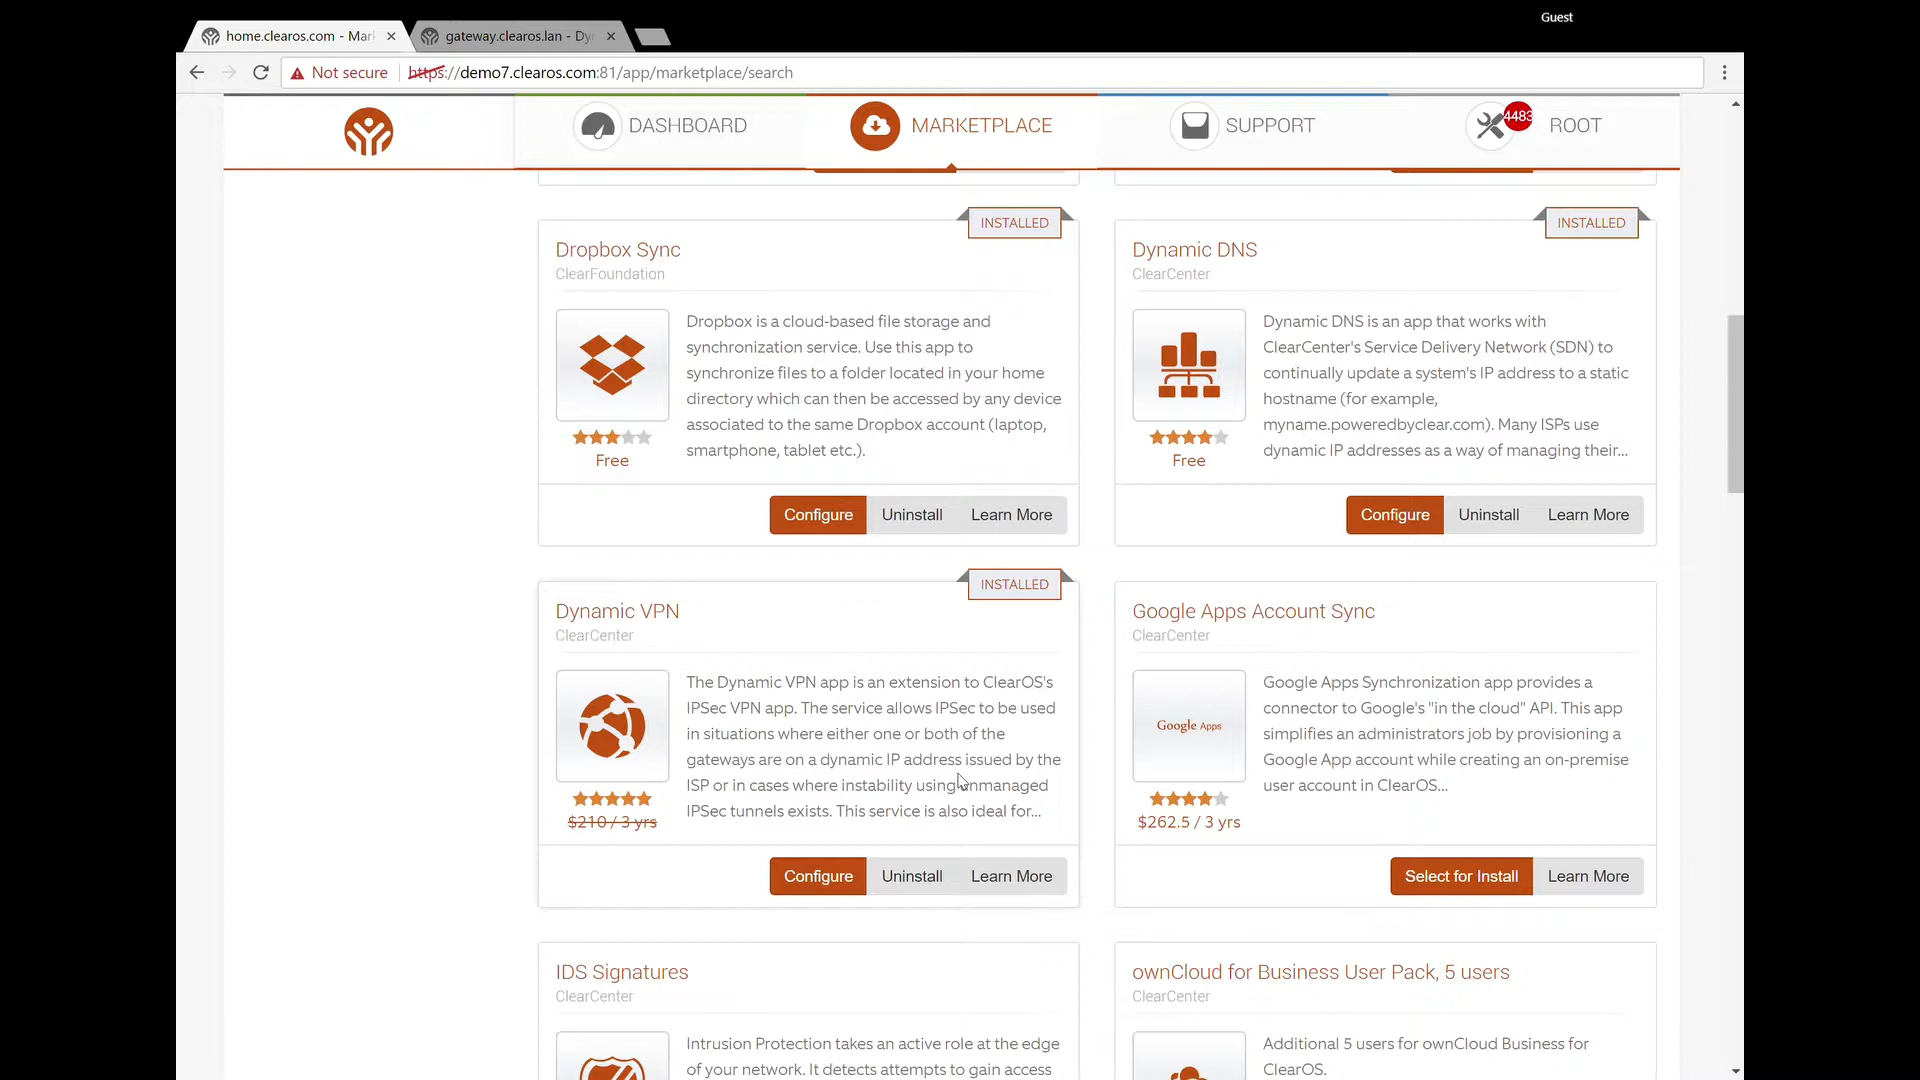 Guest
home.clearos.com - Mar
gateway.clearos.lan - Dy
Not secure
https://demo7.clearos.com:81/app/marketplace/search
DASHBOARD
MARKETPLACE
SUPPORT
4483
ROOT
INSTALLED
Dropbox Sync
ClearFoundation
Dropbox is a cloud-based file storage and
synchronization service. Use this app to
synchronize files to a folder located in your home
directory which can then be accessed by any device
associated to the same Dropbox account (laptop,
smartphone, tablet etc.).
Free
Configure
Uninstall
Learn More
INSTALLED
Dynamic DNS
ClearCenter
Dynamic DNS is an app that works with
ClearCenter's Service Delivery Network (SDN) to
continually update a system's IP address to a static
hostname (for example,
myname.poweredbyclear.com). Many ISPs use
dynamic IP addresses as a way of managing their...
Free
Configure
Uninstall
Learn More
INSTALLED
Dynamic VPN
ClearCenter
The Dynamic VPN app is an extension to ClearOS's
IPSec VPN app. The service allows IPSec to be used
in situations where either one or both of the
gateways are on a dynamic IP address issued by the
ISP or in cases where instability using unmanaged
IPSec tunnels exists. This service is also ideal for...
$210 / 3 yrs
Configure
Uninstall
Learn More
Google Apps Account Sync
ClearCenter
Google Apps
Google Apps Synchronization app provides a
connector to Google's "in the cloud" API. This app
simplifies an administrators job by provisioning a
Google App account while creating an on-premise
user account in ClearOS...
$262.5 / 3 yrs
Select for Install
Learn More
IDS Signatures
ClearCenter
Intrusion Protection takes an active role at the edge
of your network. It detects attempts to gain access
ownCloud for Business User Pack, 5 users
ClearCenter
Additional 5 users for ownCloud Business for
ClearOS.